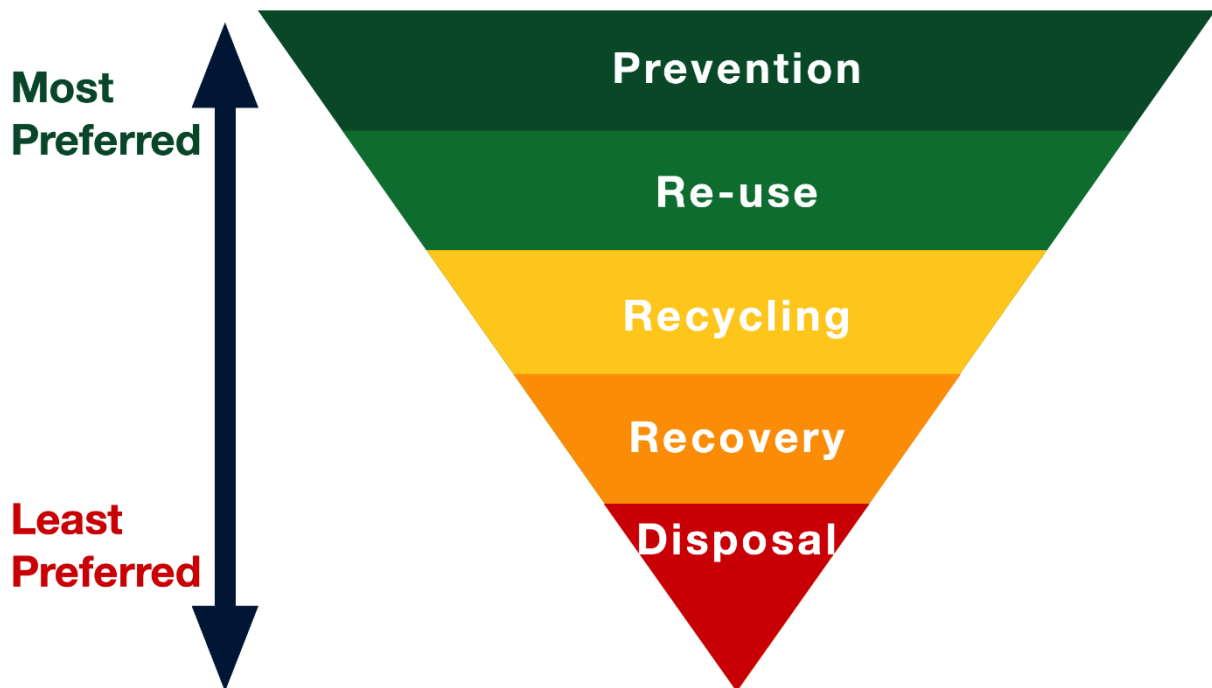 Most
Preferred
Prevention
Re-use
Recycling
Recovery
Disposal
Least
Preferred